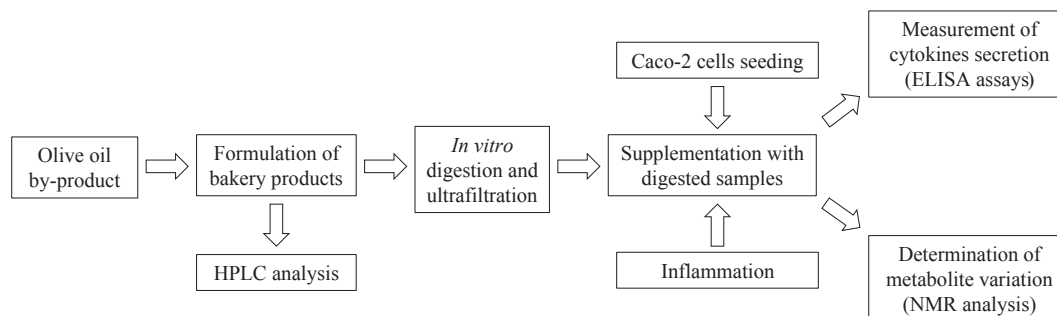 Olive oil
by-product
Formulation of
bakery products
HPLC analysis
In vitro
digestion and
ultrafiltration
Caco-2 cells seeding
Supplementation with
digested samples
Inflammation
Measurement of
cytokines secretion
(ELISA assays)
Determination of
metabolite variation
(NMR analysis)